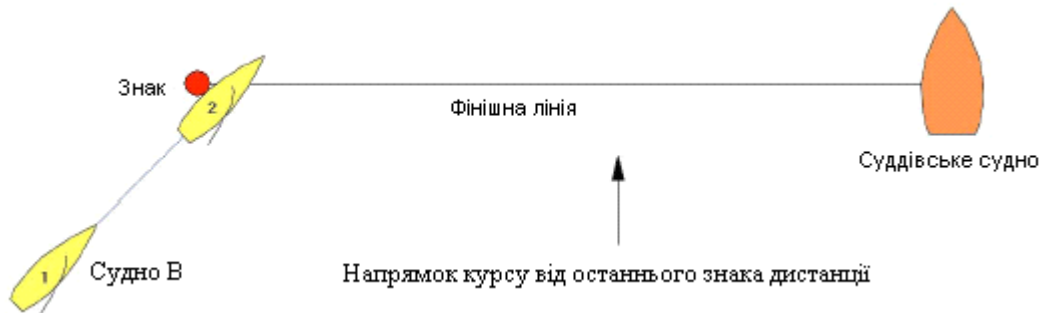 Знак
2
Фінішна лінія
Суддівське судно
1
Судно В
Напрямок курсу від останнього знака дистанції